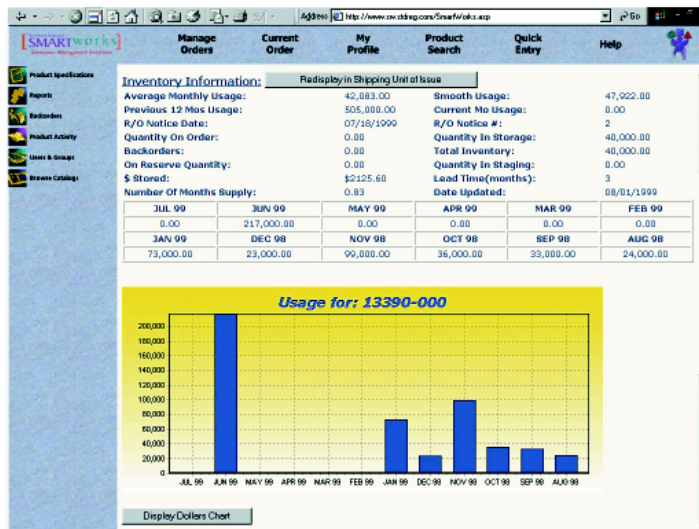 Address http://www.sw.stdreg.com/SmartWorks.asp
Go
[SMARTworks]
Manage Orders
Current Order
My Profile
Product Search
Quick Entry
Help
Product Specifications
Reports
Backorders
Product Activity
Users & Groups
Browse Catalogs
Inventory Information: Redisplay in Shipping Unit of Issue
Average Monthly Usage: 42,083.00 Smooth Usage: 47,922.00
Previous 12 Mos Usage: 505,000.00 Current Mo Usage: 0.00
R/O Notice Date: 07/18/1999 R/O Notice #: 2
Quantity On Order: 0.00 Quantity In Storage: 40,000.00
Backorders: 0.00 Total Inventory: 40,000.00
On Reserve Quantity: 0.00 Quantity In Staging: 0.00
$ Stored: $2125.60 Lead Time(months): 3
Number Of Months Supply: 0.83 Date Updated: 08/01/1999
JUL 99 JUN 99 MAY 99 APR 99 MAR 99 FEB 99
0.00 217,000.00 0.00 0.00 0.00 0.00
JAN 99 DEC 98 NOV 98 OCT 98 SEP 98 AUG 98
73,000.00 23,000.00 99,000.00 36,000.00 33,000.00 24,000.00
Usage for: 13390-000
200,000
180,000
160,000
140,000
120,000
100,000
80,000
60,000
40,000
20,000
0
JUL 99 JUN 99 MAY 99 APR 99 MAR 99 FEB 99 JAN 99 DEC 98 NOV 98 OCT 98 SEP 98 AUG 98
Display Dollars Chart